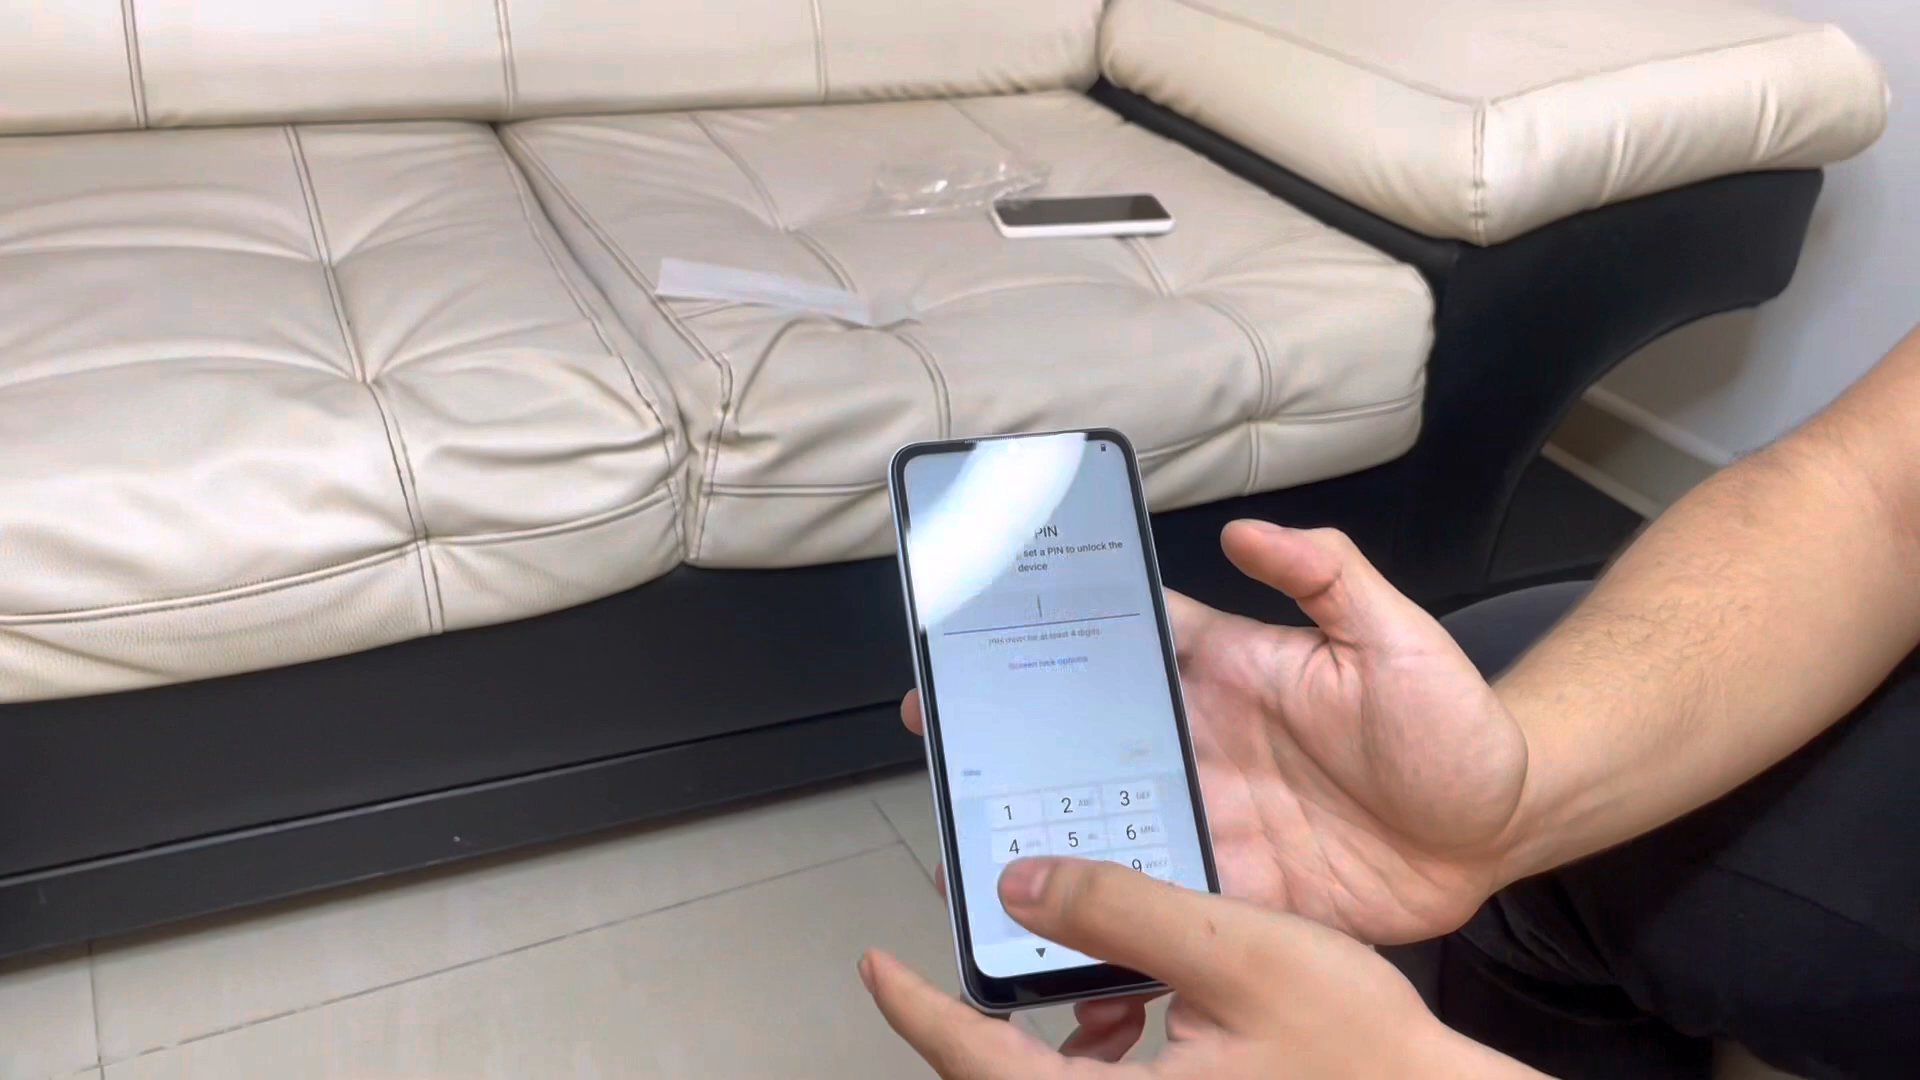 PIN
set a PIN to unlock the
device
PIN must be at least 4 digits
Screen lock options
1
2 ABC
3 DEF
4
5
6 MNO
9 WXYZ